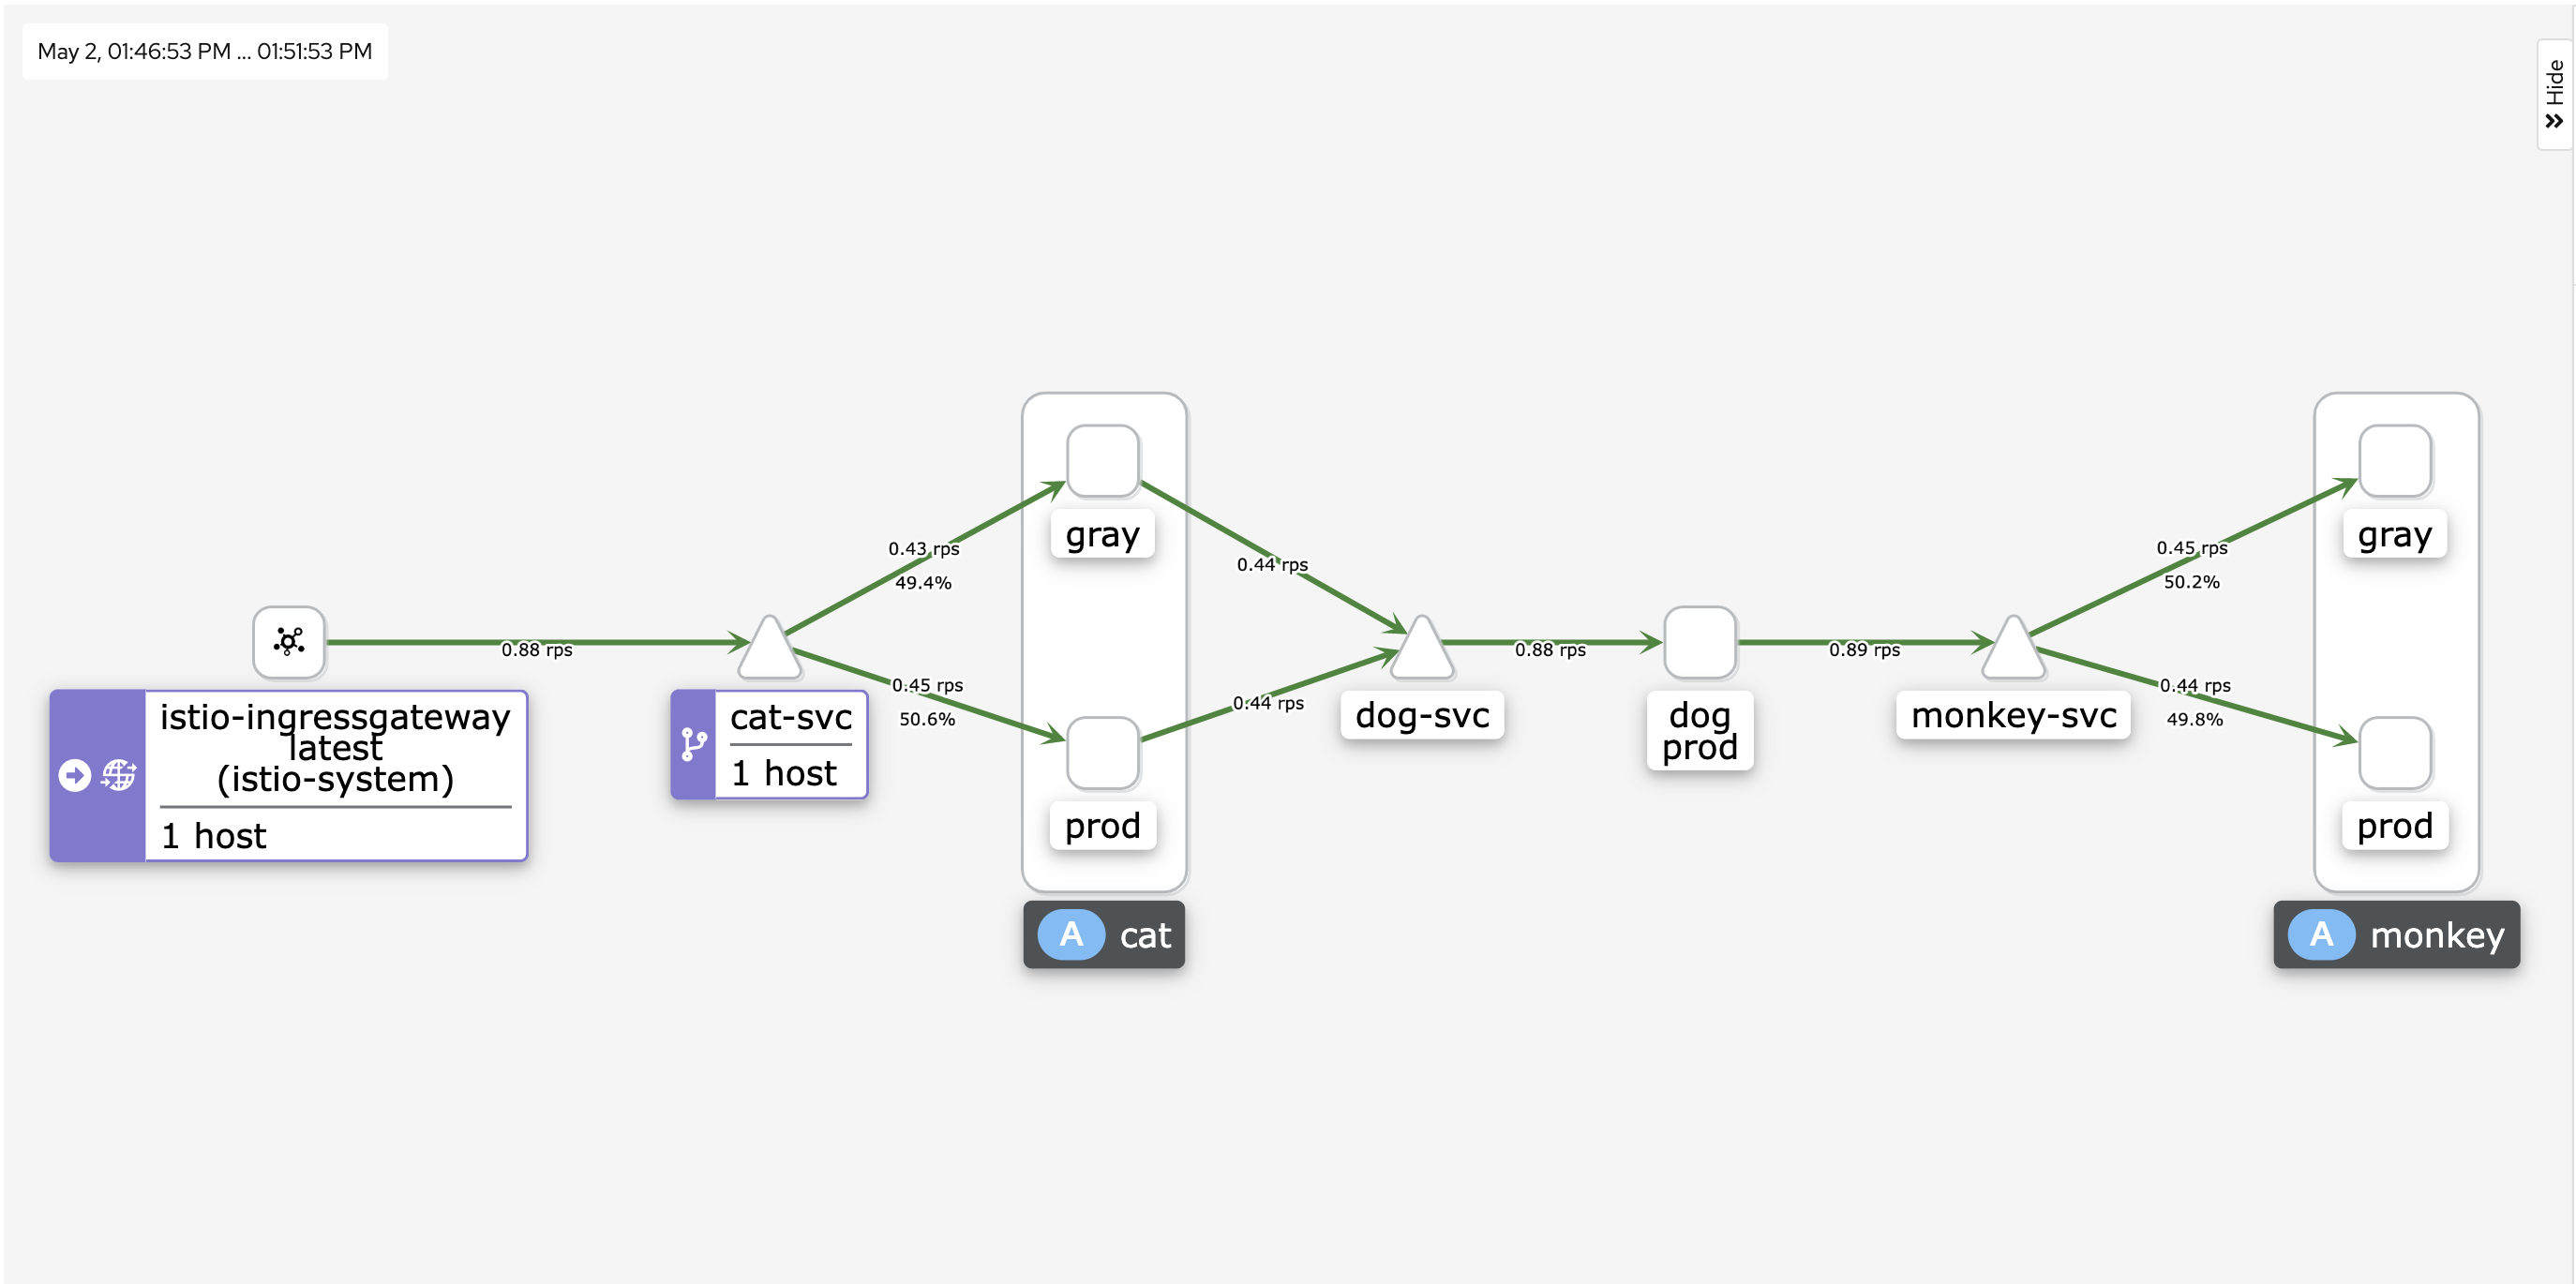 May 2, 01:46:53 PM ... 01:51:53 PM
Hide
istio-ingressgateway
latest
(istio-system)
1 host
0.88 rps
cat-svc
1 host
0.43 rps
49.4%
0.45 rps
50.6%
gray
prod
A cat
0.44 rps
0.44 rps
dog-svc
0.88 rps
dog
prod
0.89 rps
monkey-svc
0.45 rps
50.2%
0.44 rps
49.8%
gray
prod
A monkey